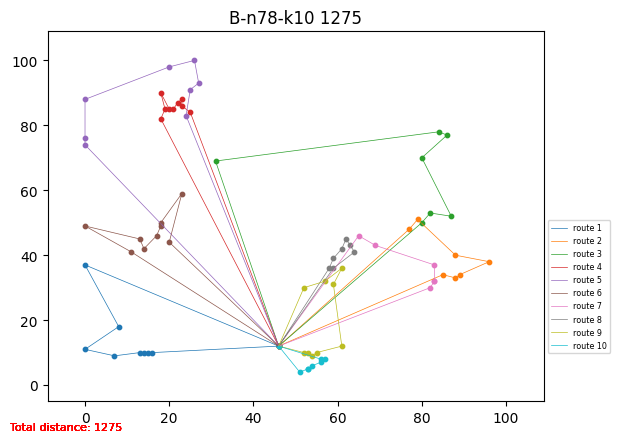 B-n78-k10 1275
100
80
60
40
20
0
0
20
40
60
80
100
route 1
route 2
route 3
route 4
route 5
route 6
route 7
route 8
route 9
route 10
Total distance: 1275